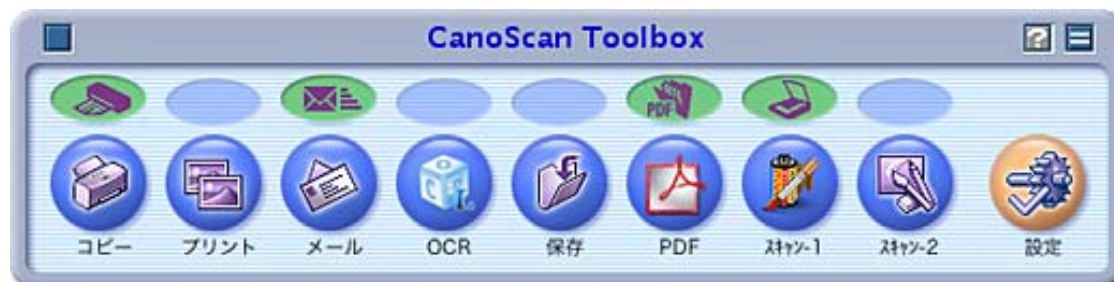 CanoScan Toolbox
?
PDF
コピー
プリント
メール
OCR
保存
PDF
ｽｷｬﾝ-1
ｽｷｬﾝ-2
設定